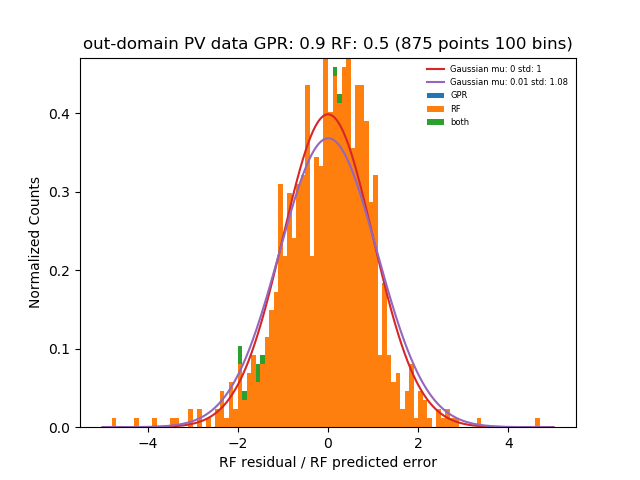 out-domain PV data GPR: 0.9 RF: 0.5 (875 points 100 bins)
Gaussian mu: 0 std: 1
Gaussian mu: 0.01 std: 1.08
GPR
RF
both
Normalized Counts
0.4
0.3
0.2
0.1
0.0
−4 −2 0 2 4
RF residual / RF predicted error